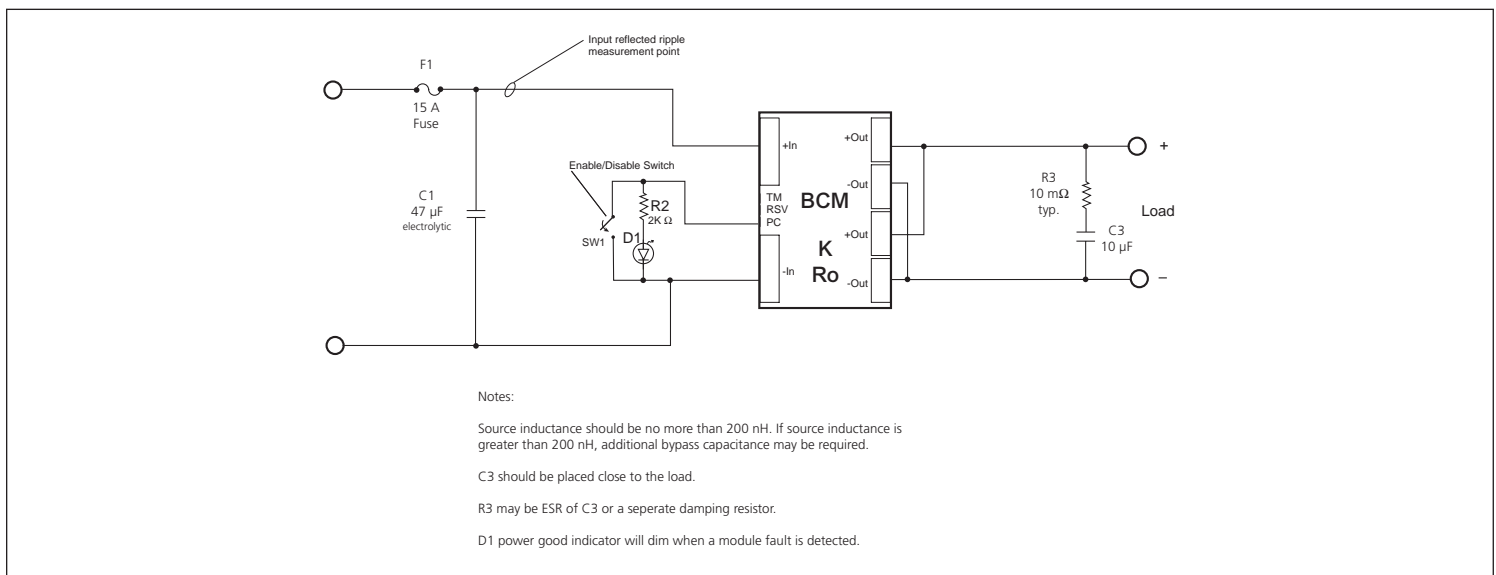 Input reflected ripple
measurement point
F1
15 A
Fuse
C1
47 µF
electrolytic
Enable/Disable Switch
SW1
R2
2K Ω
D1
+In
TM
RSV
PC
-In
BCM
K
Ro
+Out
-Out
+Out
-Out
R3
10 mΩ
typ.
C3
10 µF
+
Load
–
Notes:
Source inductance should be no more than 200 nH. If source inductance is
greater than 200 nH, additional bypass capacitance may be required.
C3 should be placed close to the load.
R3 may be ESR of C3 or a seperate damping resistor.
D1 power good indicator will dim when a module fault is detected.